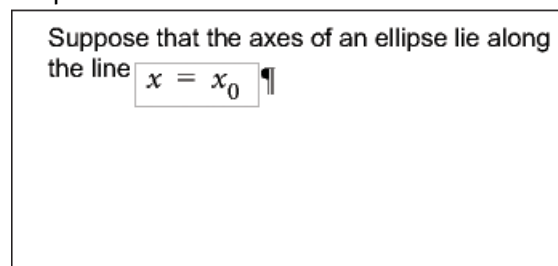 Suppose that the axes of an ellipse lie along
the line x = x₀ ¶